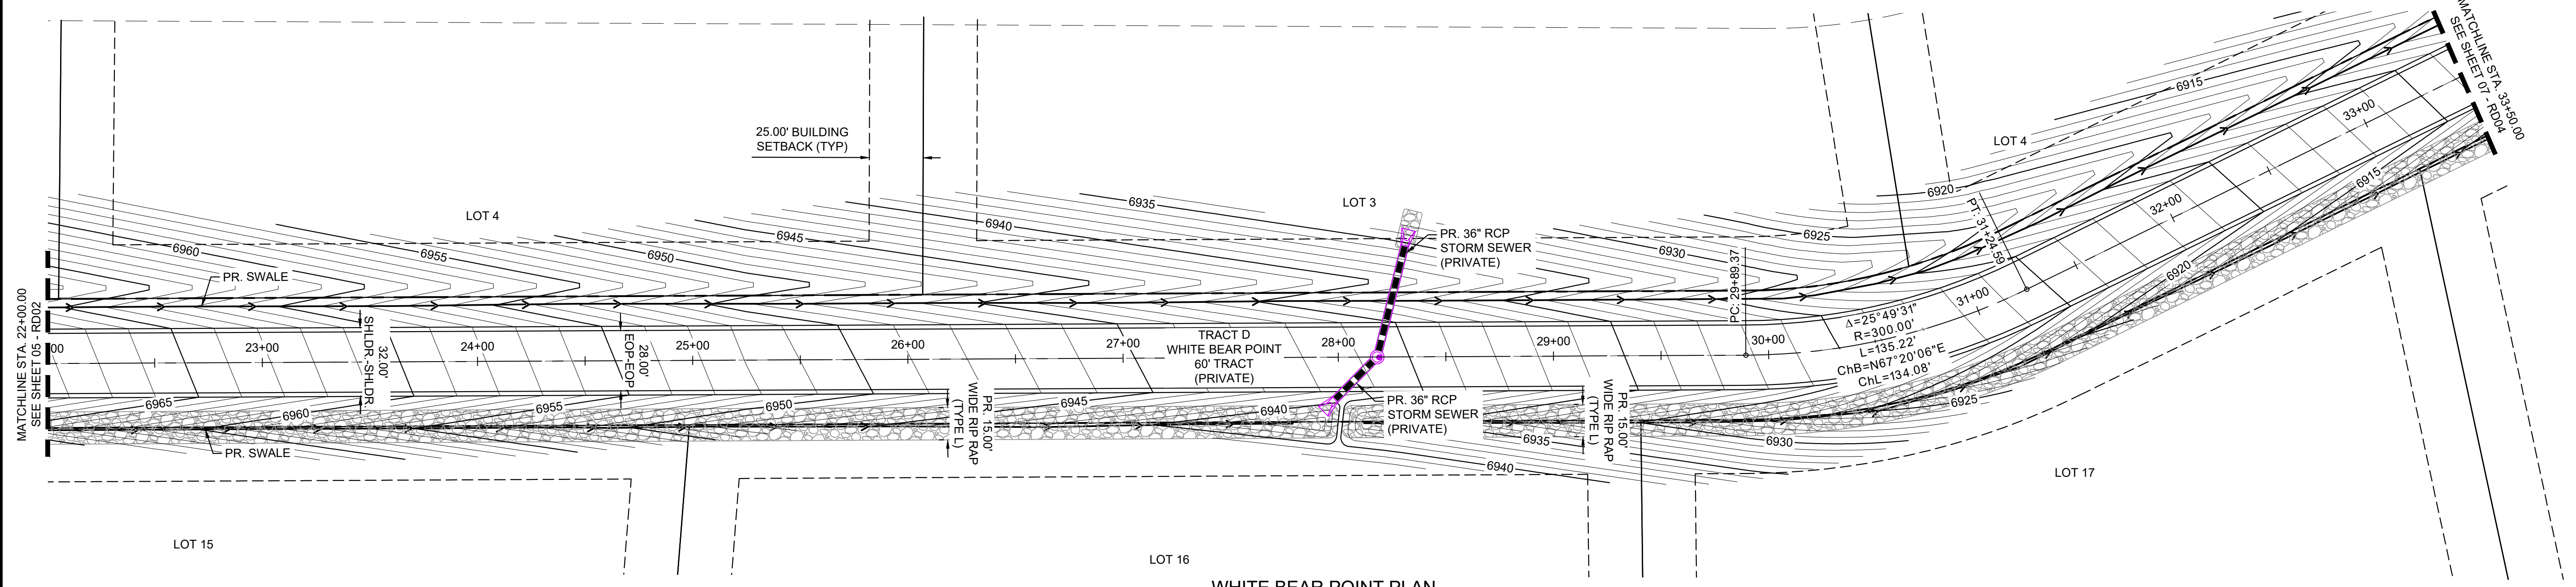 MATCHLINE STA. 22+00.00
SEE SHEET 05 - RD02
LOT 4
25.00' BUILDING
SETBACK (TYP)
LOT 3
LOT 4
MATCHLINE STA. 33+50.00
SEE SHEET 07 - RD04
6960
6955
6950
6945
6940
6935
6930
6925
6920
6915
PR. SWALE
PR. 36" RCP
STORM SEWER
(PRIVATE)
PC: 29+89.37
PT: 31+24.59
00
23+00
24+00
25+00
26+00
27+00
28+00
29+00
30+00
31+00
32+00
33+00
32.00'
SHLDR.-SHLDR.
28.00'
EOP-EOP
TRACT D
WHITE BEAR POINT
60' TRACT
(PRIVATE)
Δ=25°49'31"
R=300.00'
L=135.22'
ChB=N67°20'06"E
ChL=134.08'
6965
6960
6955
6950
6945
6940
6935
6940
6930
6925
6920
6915
PR. 15.00'
WIDE RIP RAP
(TYPE L)
PR. 36" RCP
STORM SEWER
(PRIVATE)
PR. 15.00'
WIDE RIP RAP
(TYPE L)
PR. SWALE
LOT 15
LOT 16
LOT 17
WHITE BEAR POINT PLAN